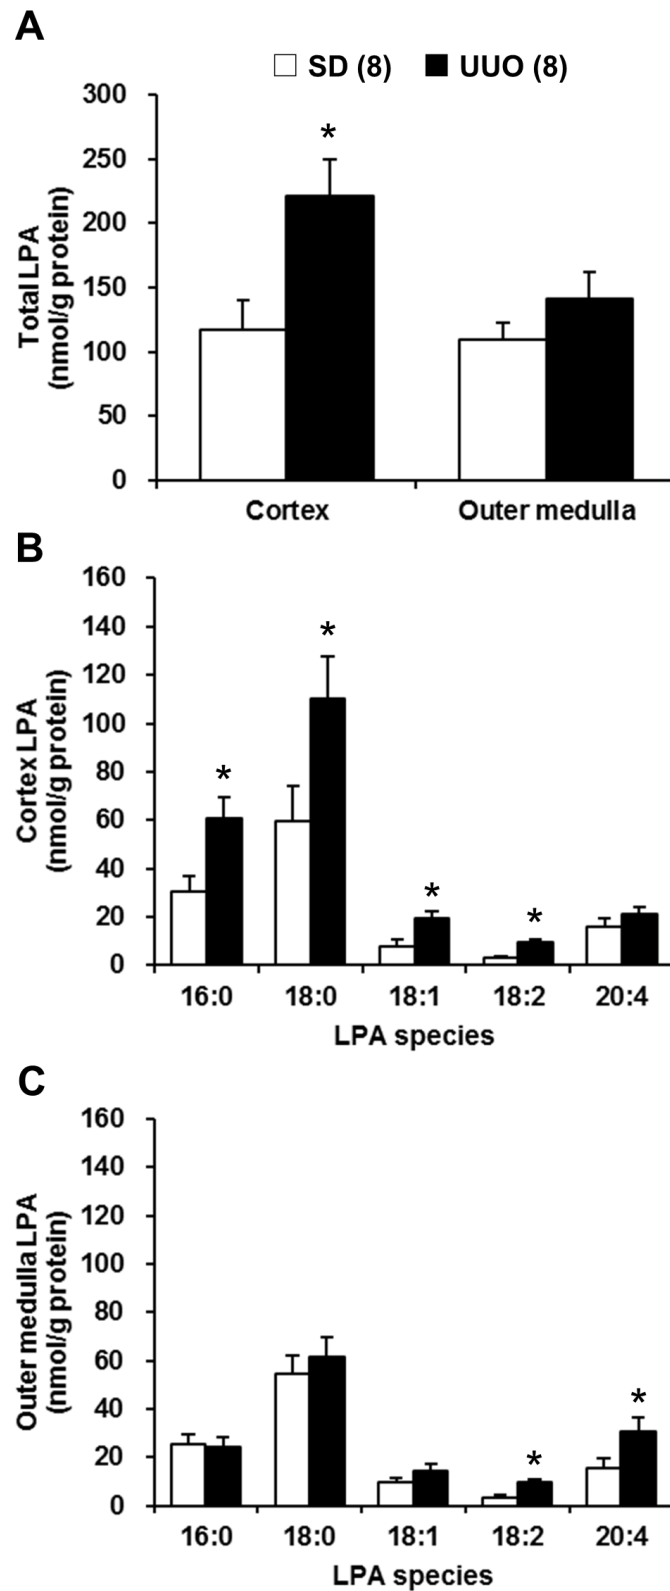 A
SD (8) UUO (8)
300
250
200
150
100
50
0
Total LPA
(nmol/g protein)
*
Cortex Outer medulla
B
160
140
120
100
80
60
40
20
0
Cortex LPA
(nmol/g protein)
* * * *
16:0 18:0 18:1 18:2 20:4
LPA species
C
160
140
120
100
80
60
40
20
0
Outer medulla LPA
(nmol/g protein)
* *
16:0 18:0 18:1 18:2 20:4
LPA species